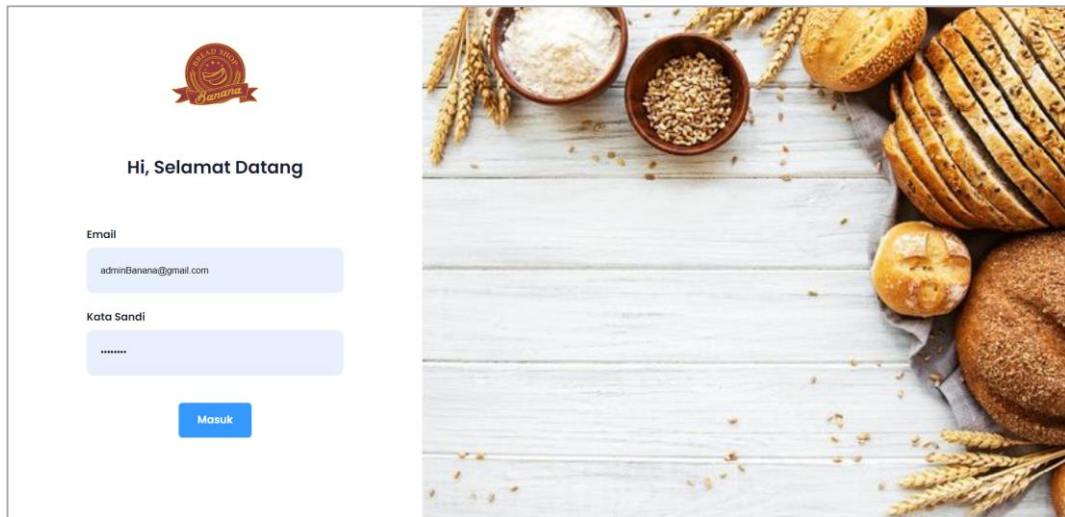 BREAD SHOP
Banana
Hi, Selamat Datang
Email
adminBanana@gmail.com
Kata Sandi
••••••••
Masuk